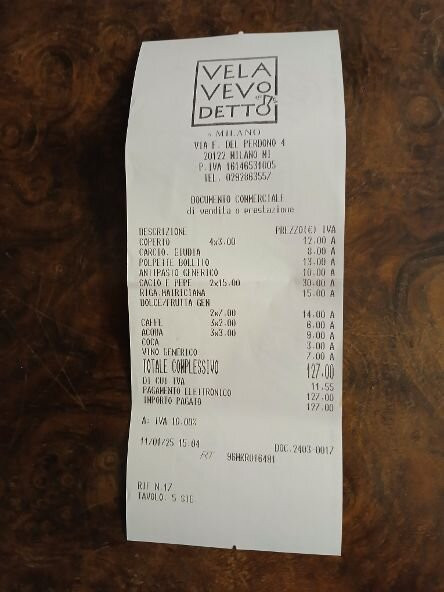 VELA
VEVO
DETTO
MILANO
VIA F. DEL PERDONO 4
20122 MILANO MI
P.IVA 16146531005
TEL. 0292863557
DOCUMENTO COMMERCIALE
di vendita o prestazione
DESCRIZIONE PREZZO(€) IVA
COPERTO 4x3.00 12.00 A
CARCIO. GIUDIA 8.00 A
POLPETTE BOLLITO 13.00 A
ANTIPASTO GENERICO 10.00 A
CACIO E PEPE 2x15.00 30.00 A
RIGA.MATRICIANA 15.00 A
DOLCE/FRUTTA GEN
2x7.00 14.00 A
CAFFE 3x2.00 6.00 A
ACQUA 3x3.00 9.00 A
COCA 3.00 A
VINO GENERICO 7.00 A
TOTALE COMPLESSIVO 127.00
DI CUI IVA 11.55
PAGAMENTO ELETTRONICO 127.00
IMPORTO PAGATO 127.00
A: IVA 10.00%
11/01/25 15:04 DOC.2403-0017
RT 96MKR016481
RIF N.17
TAVOLO: 5 SIE